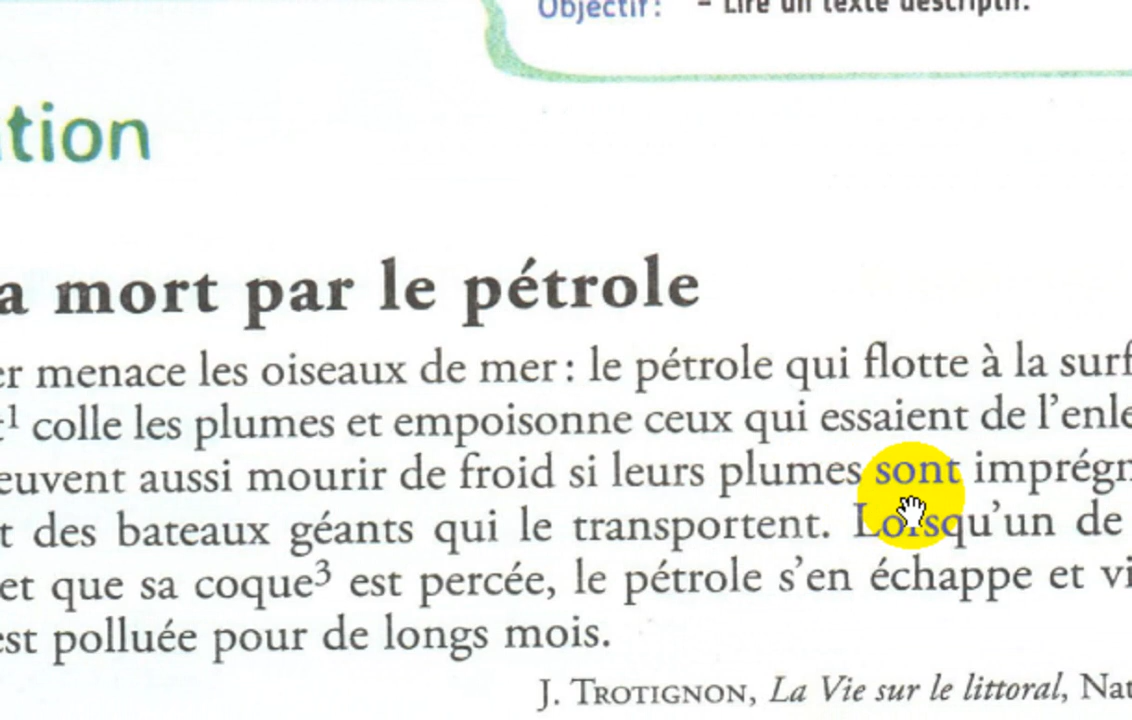 Objectif : – Lire un texte descriptif.
tion
a mort par le pétrole
er menace les oiseaux de mer : le pétrole qui flotte à la surf
1 colle les plumes et empoisonne ceux qui essaient de l'enle
euvent aussi mourir de froid si leurs plumes sont imprégn
t des bateaux géants qui le transportent. Lorsqu'un de
et que sa coque3 est percée, le pétrole s'en échappe et vi
est polluée pour de longs mois.
J. TROTIGNON, La Vie sur le littoral, Nat